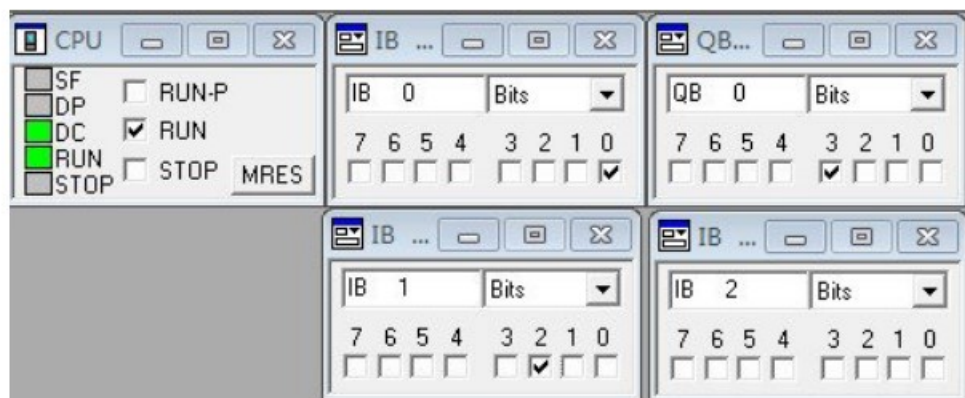 CPU
SF
DP
DC
RUN
STOP
RUN-P
RUN
STOP
MRES
IB ...
IB 0
Bits
7 6 5 4 3 2 1 0
QB...
QB 0
Bits
7 6 5 4 3 2 1 0
IB ...
IB 1
Bits
7 6 5 4 3 2 1 0
IB ...
IB 2
Bits
7 6 5 4 3 2 1 0